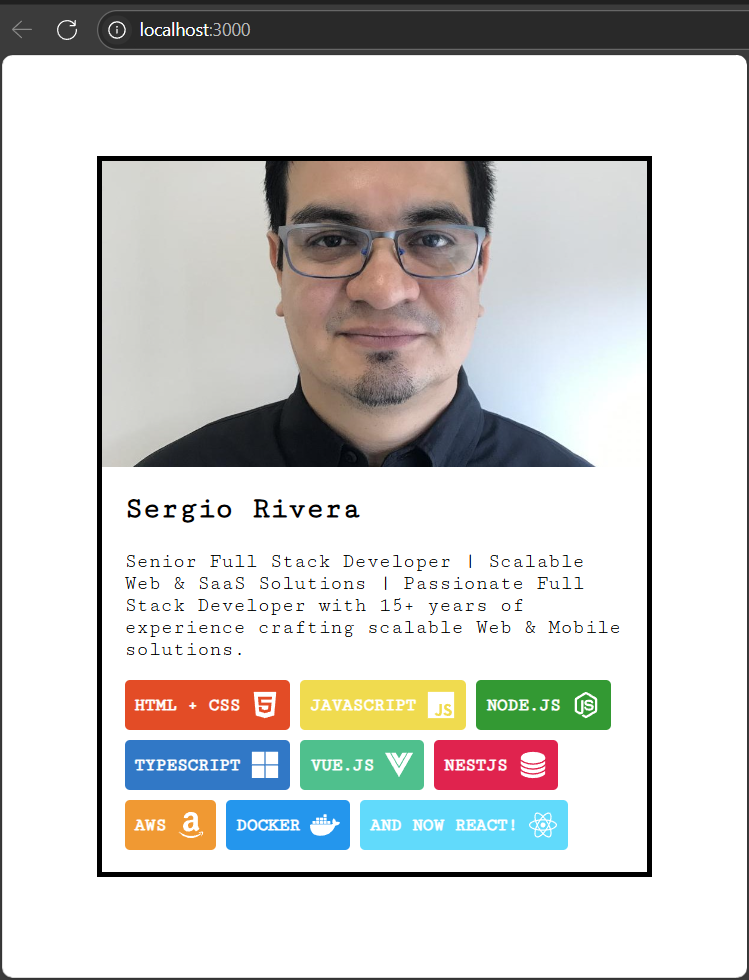 localhost:3000
Sergio Rivera
Senior Full Stack Developer | Scalable
Web & SaaS Solutions | Passionate Full
Stack Developer with 15+ years of
experience crafting scalable Web & Mobile
solutions.
HTML + CSS 5
JAVASCRIPT JS
NODE.JS JS
TYPESCRIPT
VUE.JS
NESTJS
AWS a
DOCKER
AND NOW REACT!